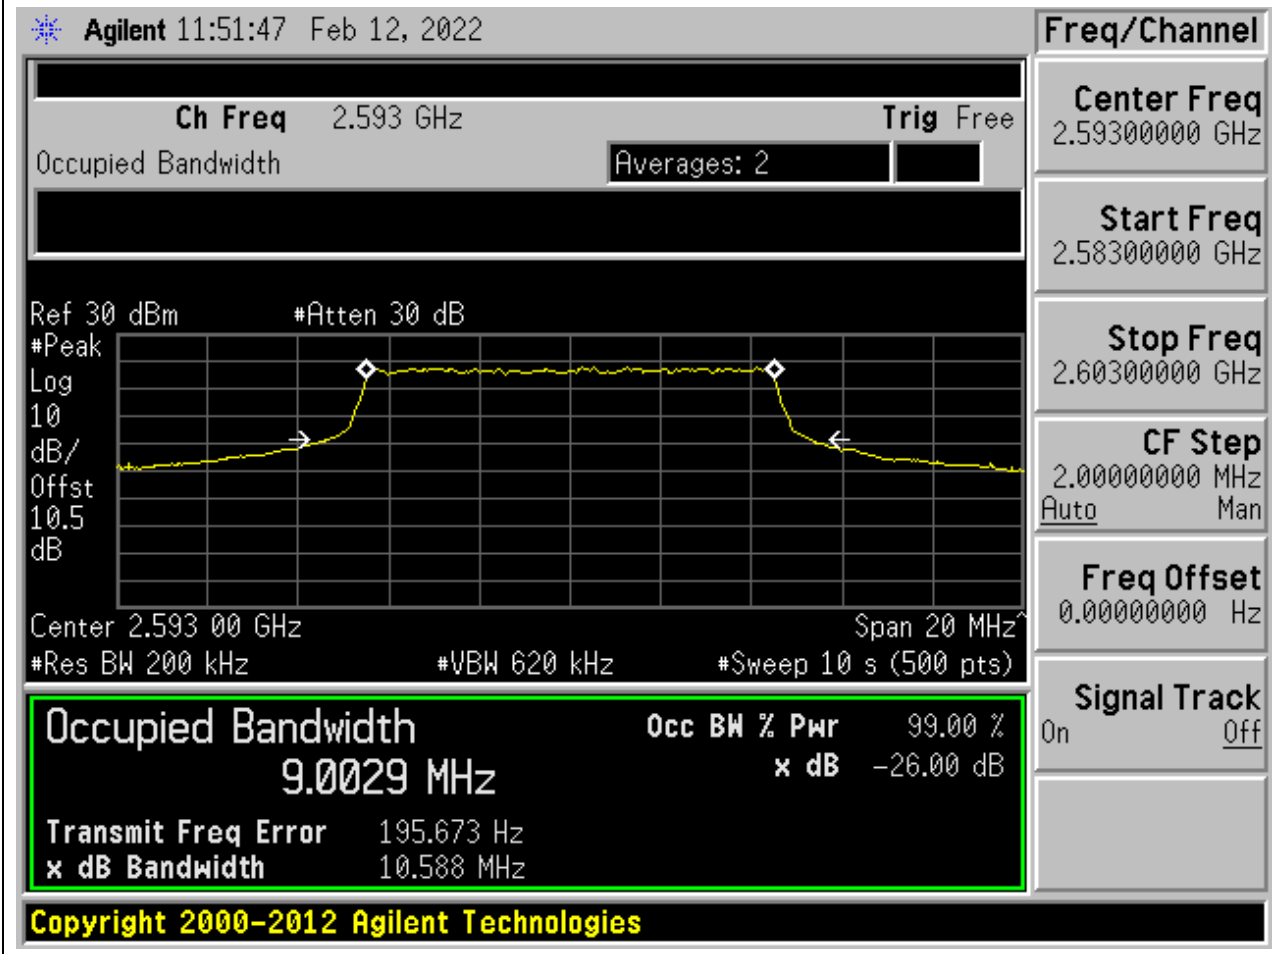 Agilent 11:51:47 Feb 12, 2022
Freq/Channel
Ch Freq 2.593 GHz Trig Free
Occupied Bandwidth Averages: 2
Center Freq
2.59300000 GHz
Start Freq
2.58300000 GHz
Stop Freq
2.60300000 GHz
CF Step
2.00000000 MHz
Auto Man
Freq Offset
0.00000000 Hz
Signal Track
On Off
Ref 30 dBm #Atten 30 dB
#Peak
Log
10
dB/
Offst
10.5
dB
Center 2.593 00 GHz Span 20 MHz^
#Res BW 200 kHz #VBW 620 kHz #Sweep 10 s (500 pts)
Occupied Bandwidth Occ BW % Pwr 99.00 %
9.0029 MHz x dB -26.00 dB
Transmit Freq Error 195.673 Hz
x dB Bandwidth 10.588 MHz
Copyright 2000-2012 Agilent Technologies